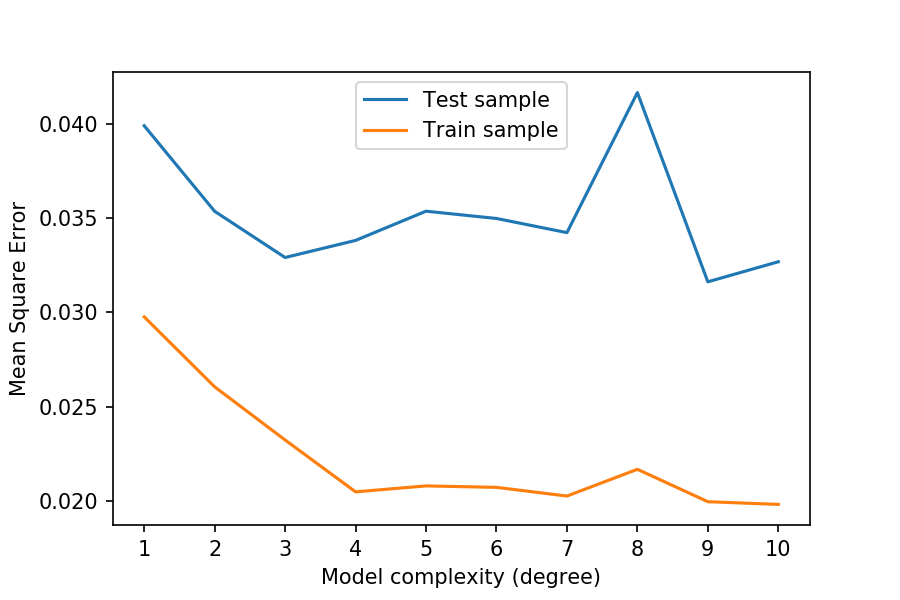 Test sample
Train sample
0.040
0.035
0.030
0.025
0.020
Mean Square Error
1 2 3 4 5 6 7 8 9 10
Model complexity (degree)